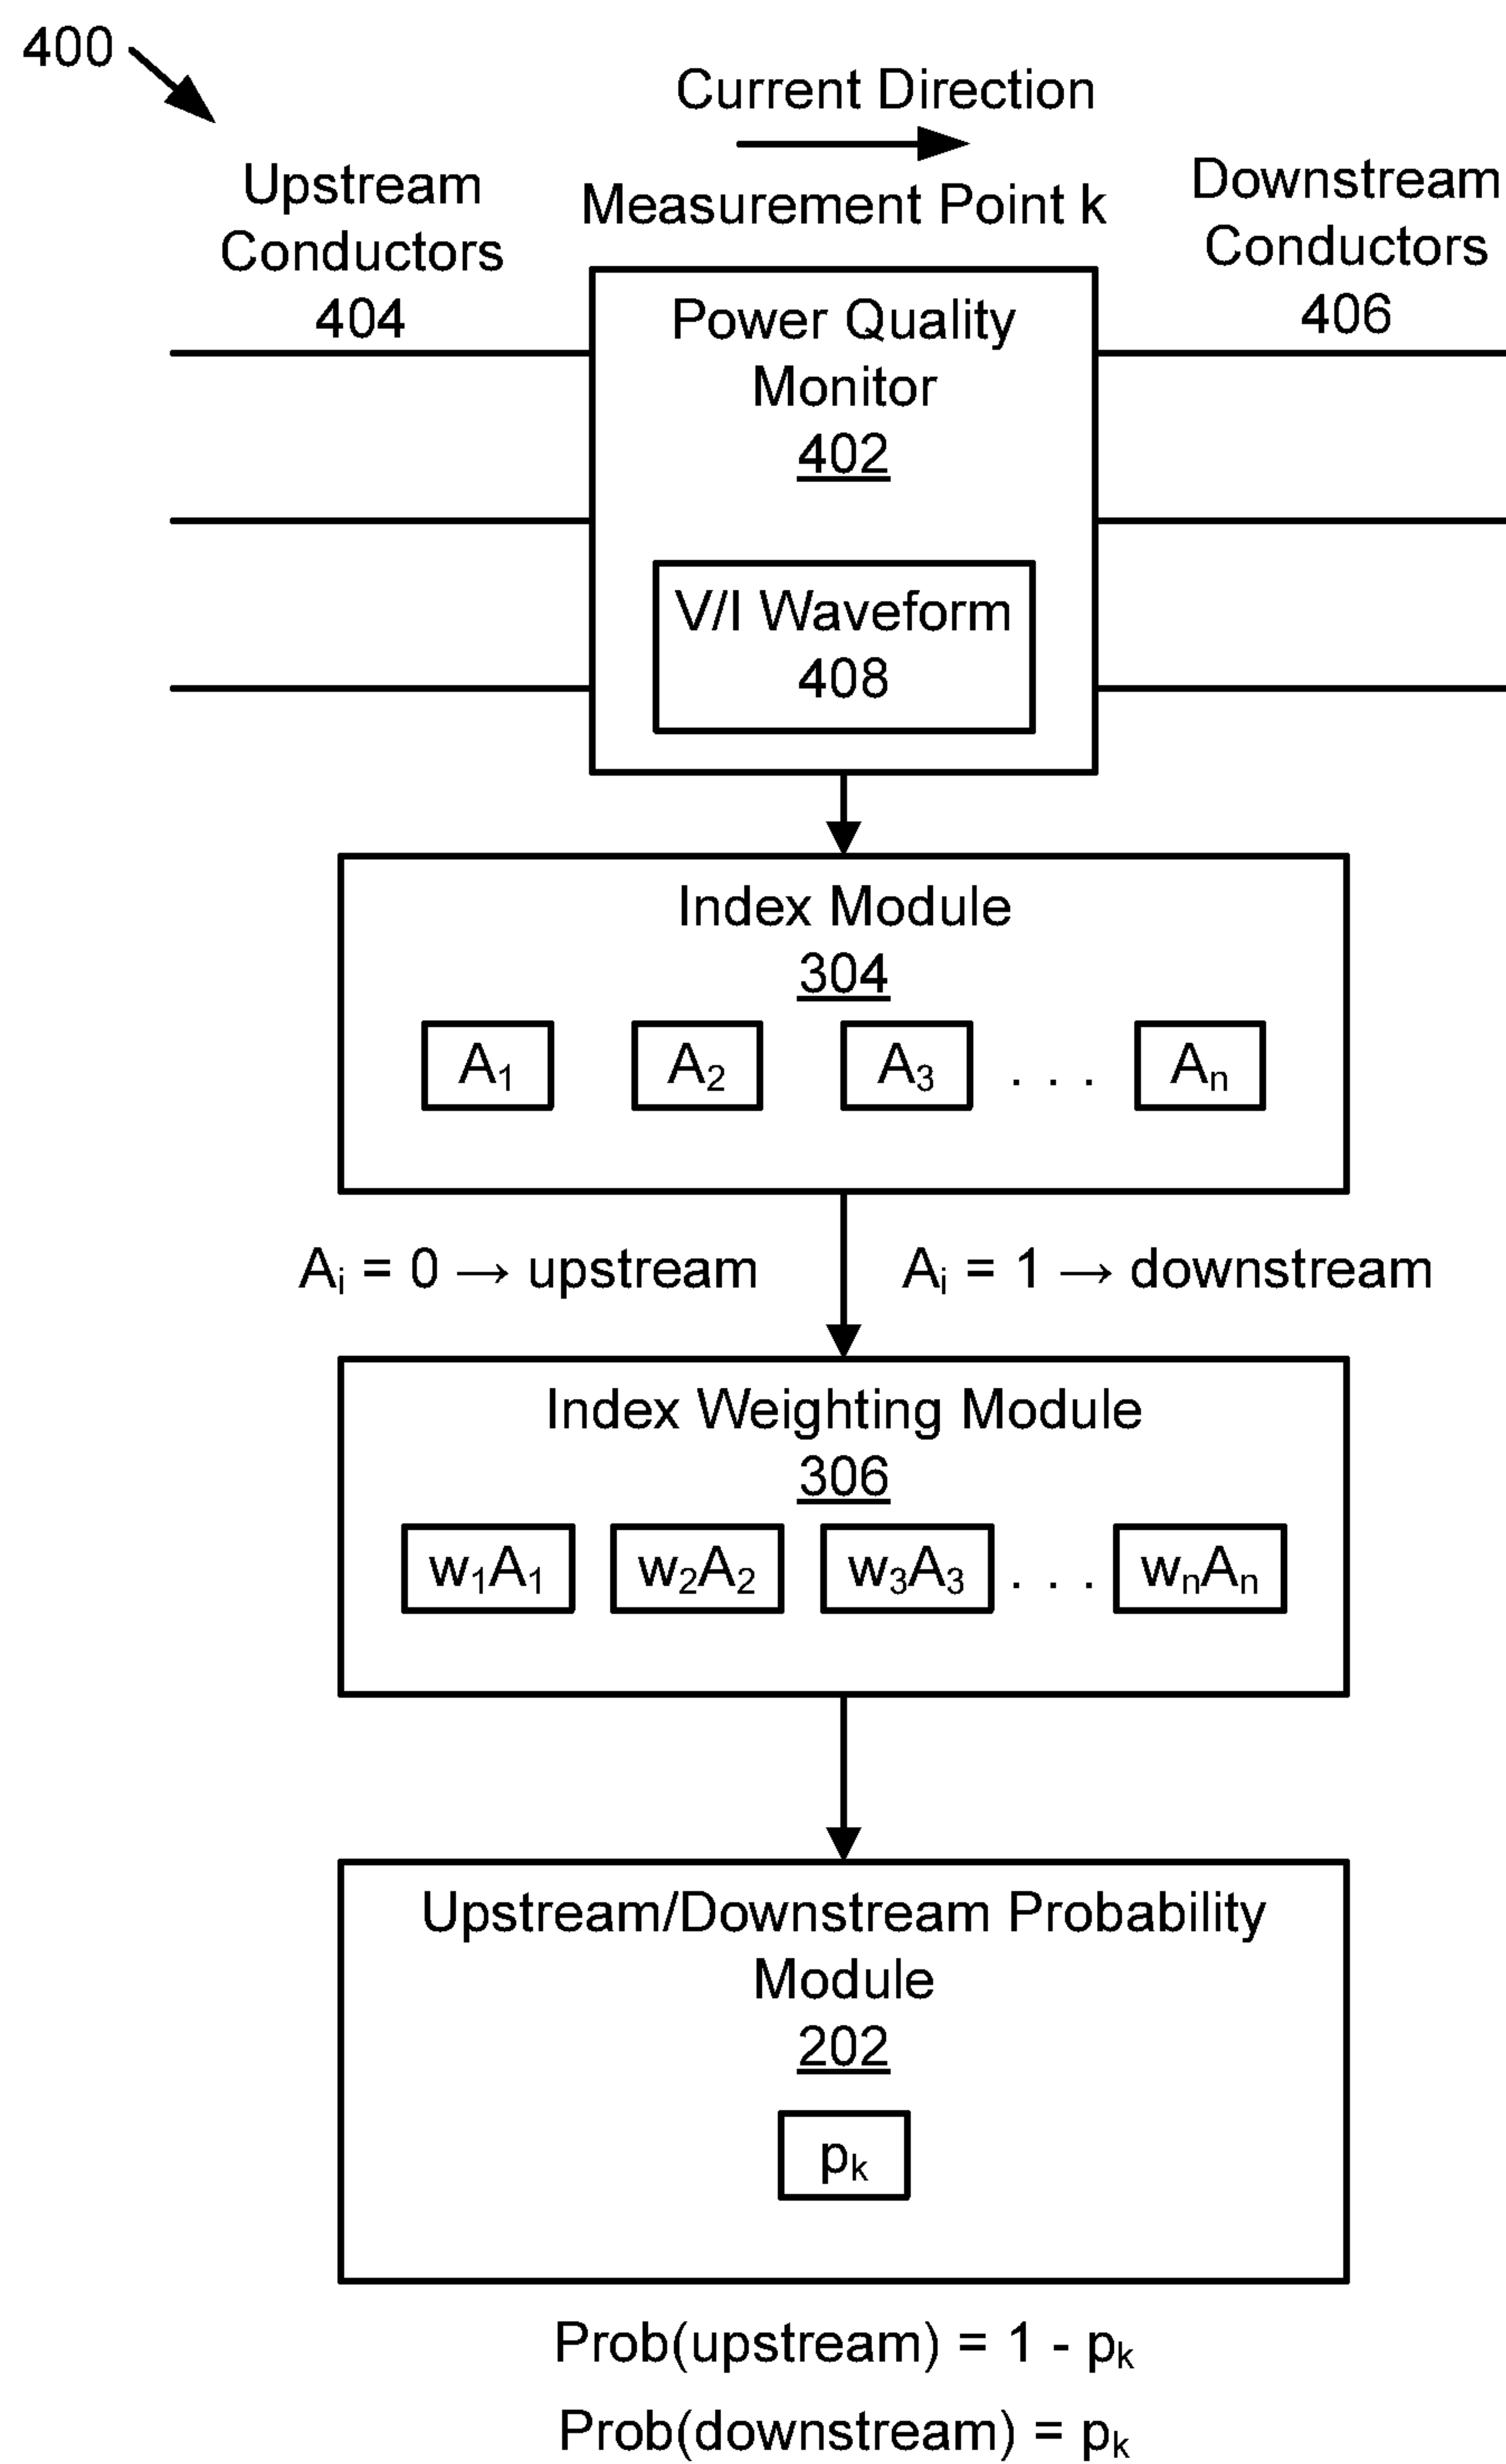 400
Current Direction
Upstream
Conductors
404
Measurement Point k
Downstream
Conductors
406
Power Quality
Monitor
402
V/I Waveform
408
Index Module
304
A₁ A₂ A₃ . . . Aₙ
Aᵢ = 0 → upstream
Aᵢ = 1 → downstream
Index Weighting Module
306
w₁A₁ w₂A₂ w₃A₃ . . . wₙAₙ
Upstream/Downstream Probability
Module
202
pₖ
Prob(upstream) = 1 - pₖ
Prob(downstream) = pₖ